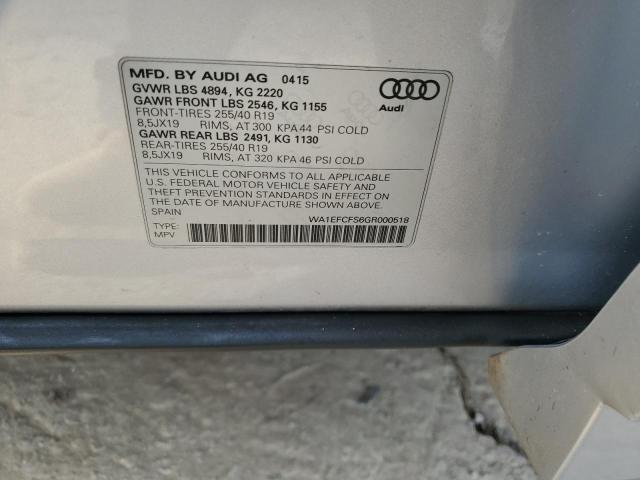 MFD. BY AUDI AG 0415
GVWR LBS 4894, KG 2220
GAWR FRONT LBS 2546, KG 1155
FRONT-TIRES 255/40 R19
8,5JX19 RIMS, AT 300 KPA 44 PSI COLD
GAWR REAR LBS 2491, KG 1130
REAR-TIRES 255/40 R19
8,5JX19 RIMS, AT 320 KPA 46 PSI COLD
Audi
THIS VEHICLE CONFORMS TO ALL APPLICABLE
U.S. FEDERAL MOTOR VEHICLE SAFETY AND
THEFT PREVENTION STANDARDS IN EFFECT ON
THE DATE OF MANUFACTURE SHOWN ABOVE.
SPAIN
WA1EFCFS6GR000518
TYPE:
MPV